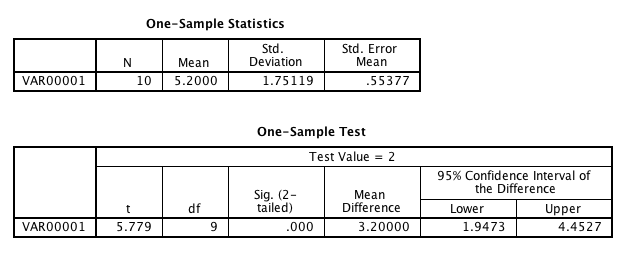 One-Sample Statistics
N Mean Std. Deviation Std. Error Mean
VAR00001 10 5.2000 1.75119 .55377
One-Sample Test
Test Value = 2
t df Sig. (2-tailed) Mean Difference 95% Confidence Interval of the Difference
Lower Upper
VAR00001 5.779 9 .000 3.20000 1.9473 4.4527